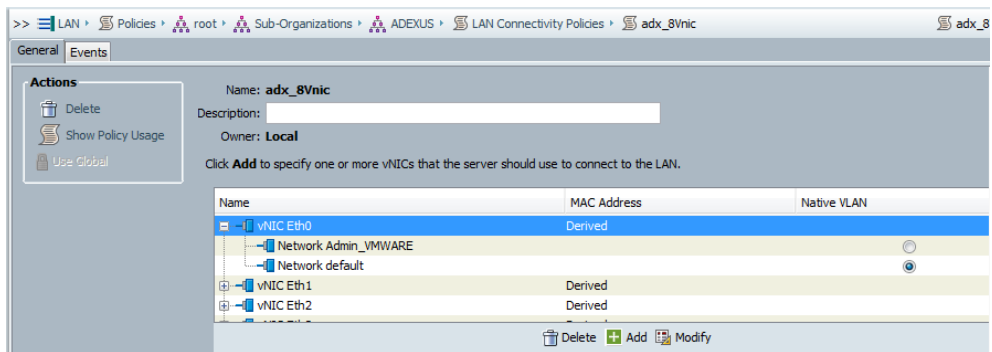 >> LAN Policies root Sub-Organizations ADEXUS LAN Connectivity Policies adx_8Vnic adx_8
General Events
Actions
Delete
Show Policy Usage
Use Global
Name: adx_8Vnic
Description:
Owner: Local
Click Add to specify one or more vNICs that the server should use to connect to the LAN.
Name MAC Address Native VLAN
vNIC Eth0 Derived
Network Admin_VMWARE
Network default
vNIC Eth1 Derived
vNIC Eth2 Derived
Delete Add Modify